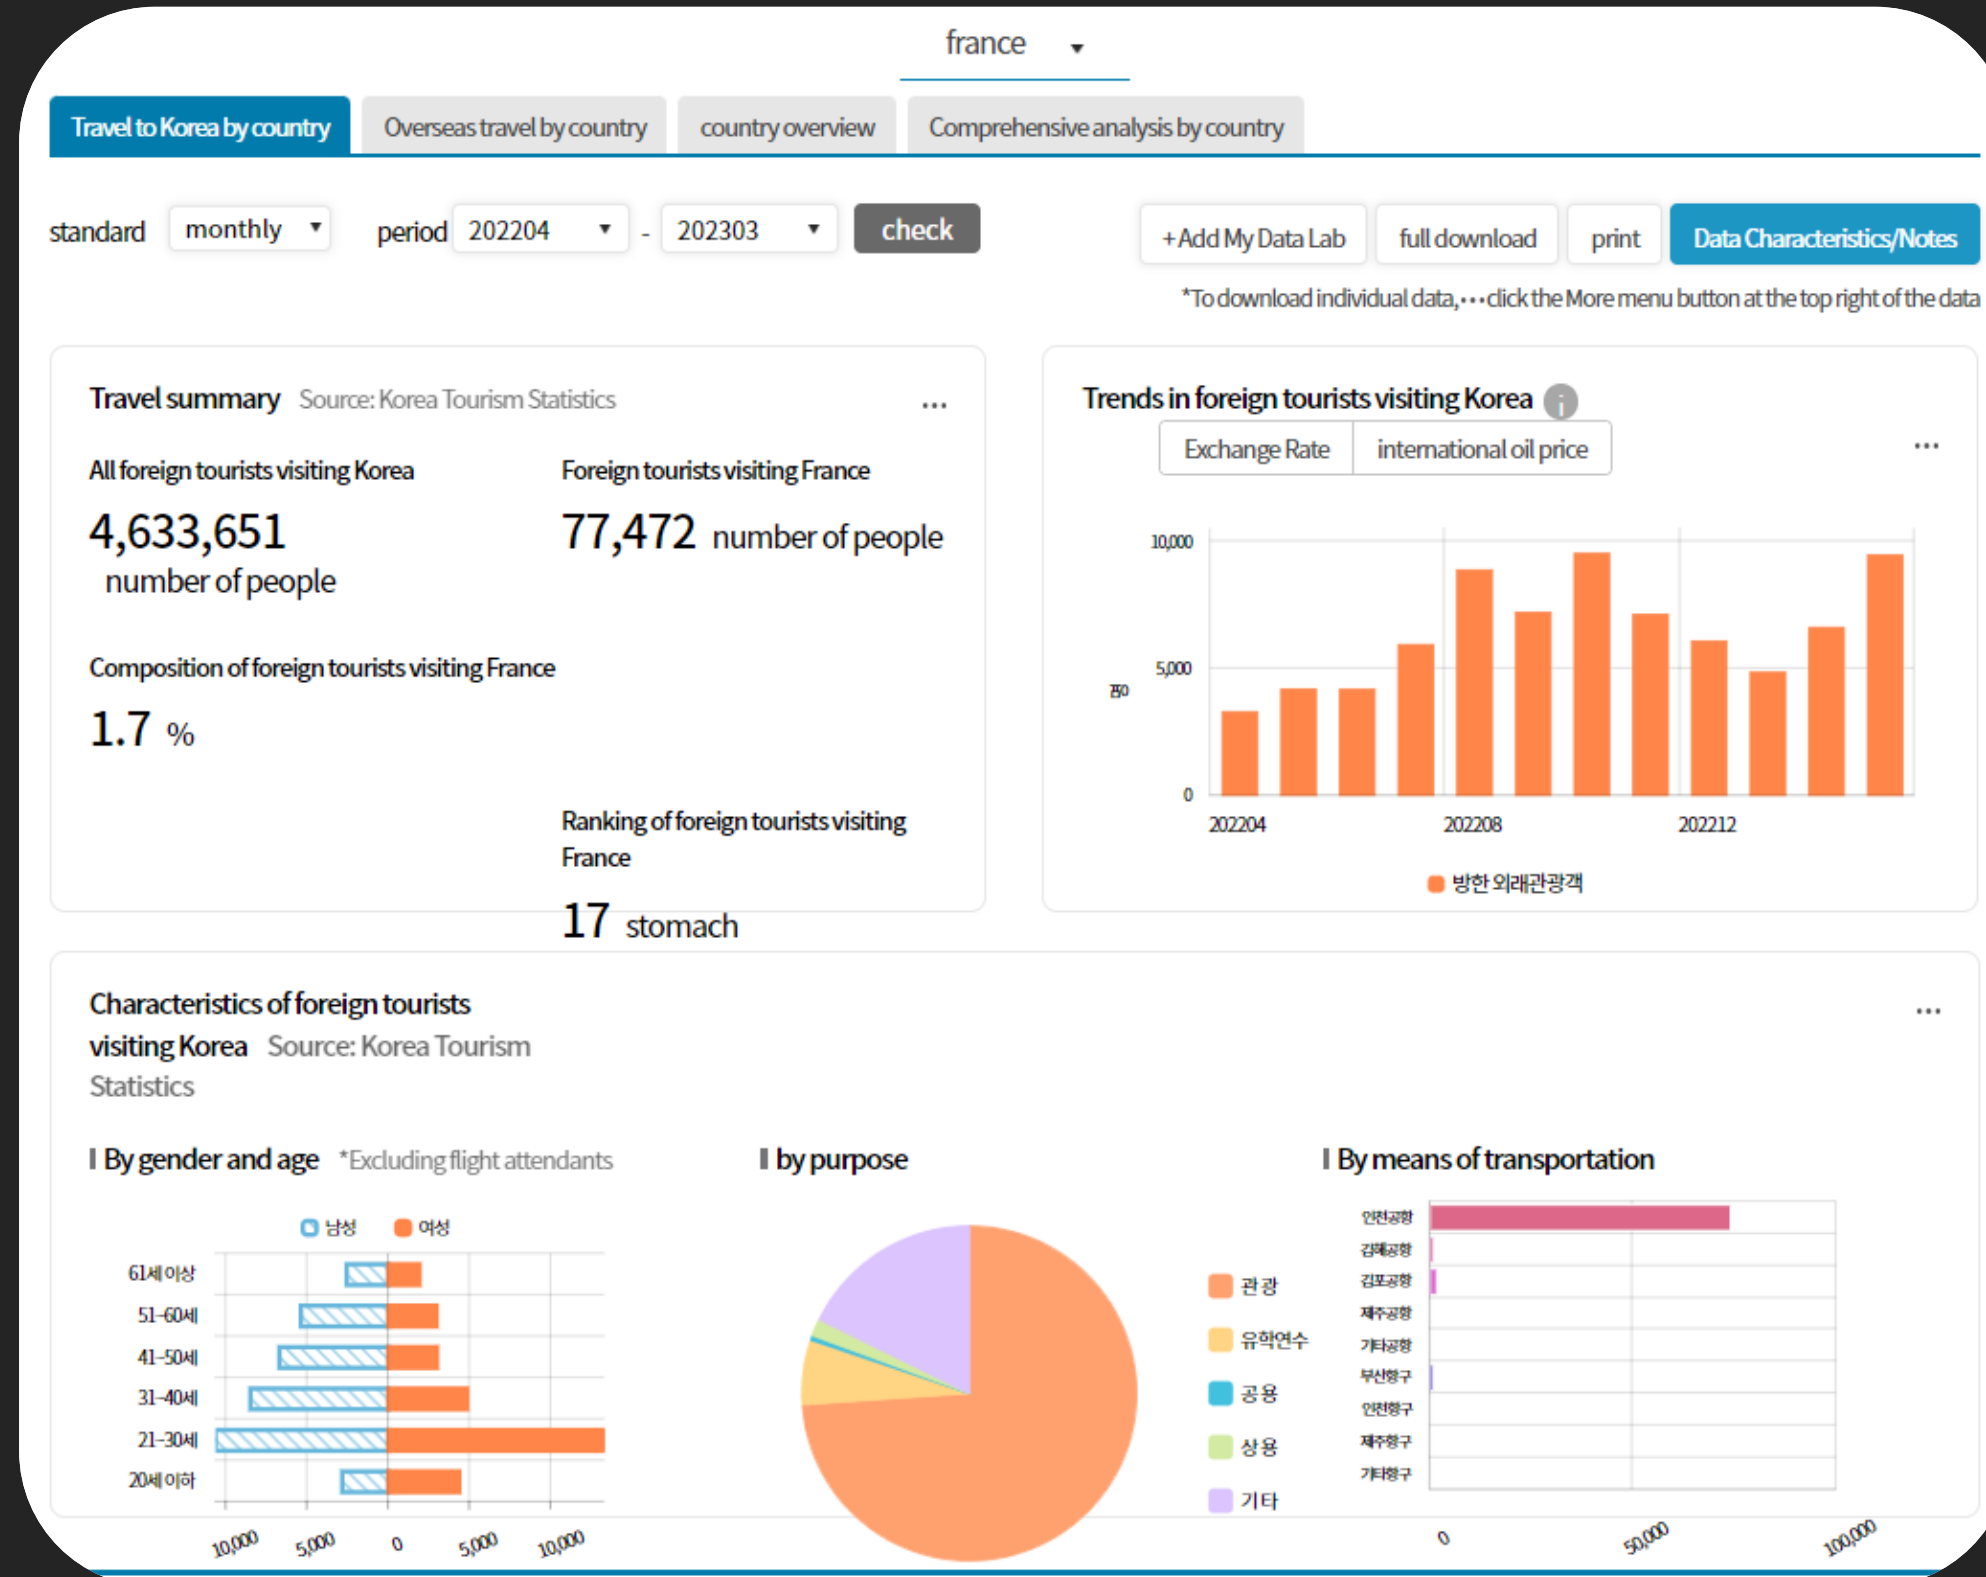 france
Travel to Korea by country
Overseas travel by country
country overview
Comprehensive analysis by country
standard
monthly
period
202204
-
202303
check
+ Add My Data Lab
full download
print
Data Characteristics/Notes
*To download individual data, ··· click the More menu button at the top right of the data
Travel summary Source: Korea Tourism Statistics
All foreign tourists visiting Korea
4,633,651
number of people
Foreign tourists visiting France
77,472 number of people
Composition of foreign tourists visiting France
1.7 %
Ranking of foreign tourists visiting
France
17 stomach
Trends in foreign tourists visiting Korea
i
Exchange Rate
international oil price
10,000
5,000
0
202204
202208
202212
방한 외래관광객
Characteristics of foreign tourists
visiting Korea Source: Korea Tourism
Statistics
By gender and age *Excluding flight attendants
남성
여성
61세 이상
51-60세
41-50세
31-40세
21-30세
20세 이하
10,000
5,000
0
5,000
10,000
by purpose
관광
유학연수
공용
상용
기타
By means of transportation
인천공항
김해공항
김포공항
제주공항
기타공항
부산항구
인천항구
제주항구
기타항구
0
50,000
100,000